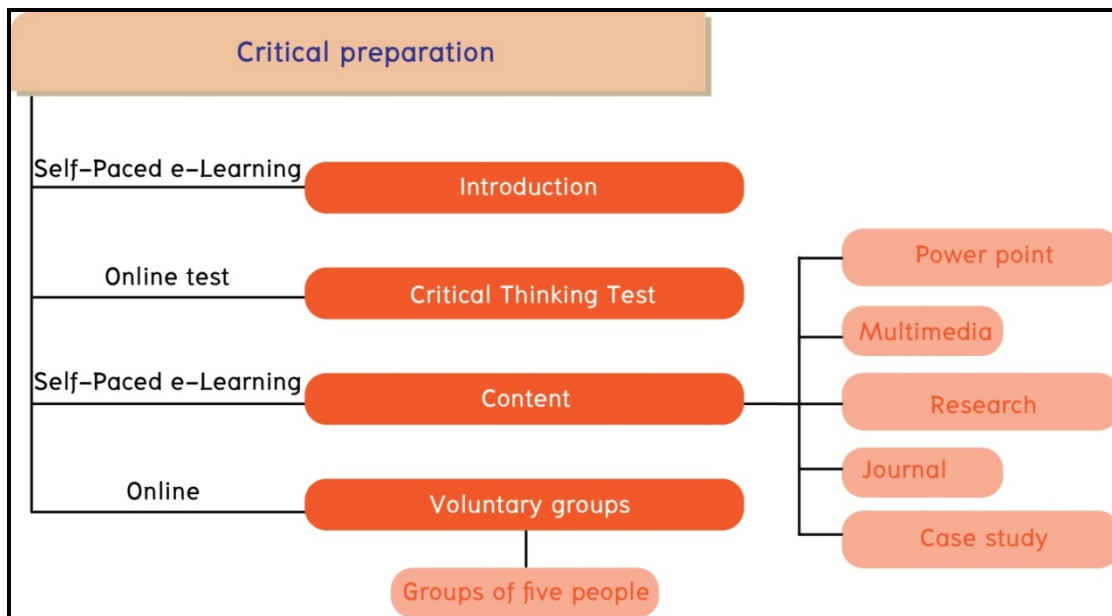 Critical preparation
Self-Paced e-Learning
Introduction
Online test
Critical Thinking Test
Self-Paced e-Learning
Content
Power point
Multimedia
Research
Journal
Case study
Online
Voluntary groups
Groups of five people